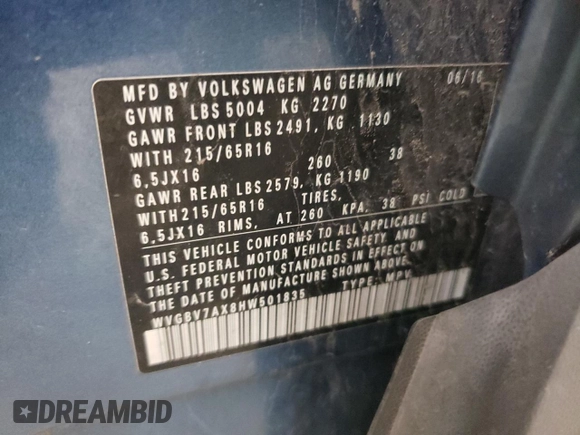 MFD BY VOLKSWAGEN AG GERMANY 06/16
GVWR LBS 5004 KG 2270
GAWR FRONT LBS 2491, KG 1130
WITH 215/65R16
6,5JX16 260 38
GAWR REAR LBS 2579, KG 1190
WITH 215/65R16 TIRES,
6.5JX16 RIMS, AT 260 KPA, 38 PSI COLD
THIS VEHICLE CONFORMS TO ALL APPLICABLE
U.S. FEDERAL MOTOR VEHICLE SAFETY, AND
THEFT PREVENTION STANDARDS IN EFFECT ON
THE DATE OF MANUFACTURE SHOWN ABOVE.
WVGBV7AX8HW501835 TYPE: MPV
DREAMBID